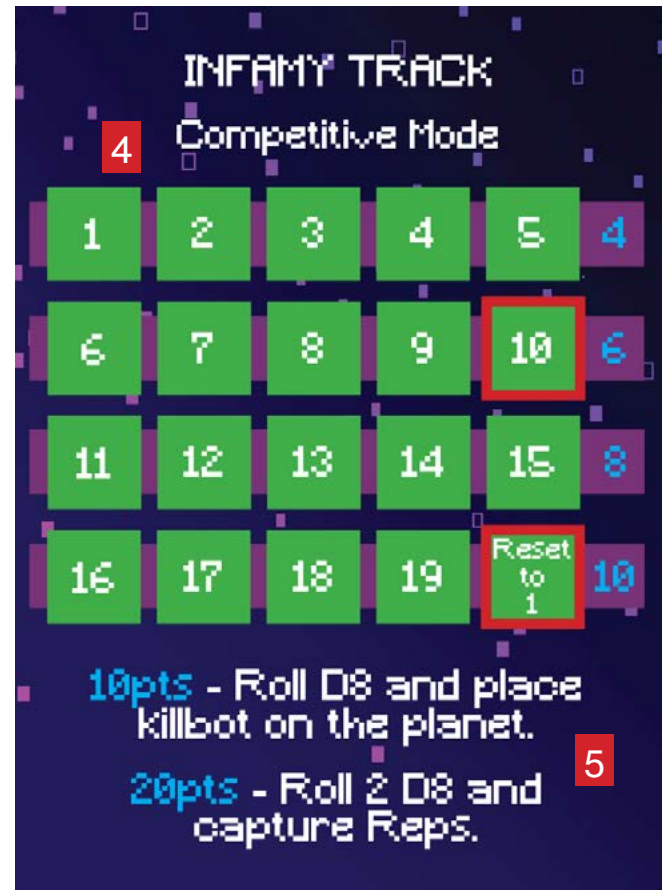 INFAMY TRACK
4 Competitive Mode
1 2 3 4 5 4
6 7 8 9 10 6
11 12 13 14 15 8
16 17 18 19 Reset to 1 10
10pts - Roll D8 and place
killbot on the planet.
5
20pts - Roll 2 D8 and
capture Reps.